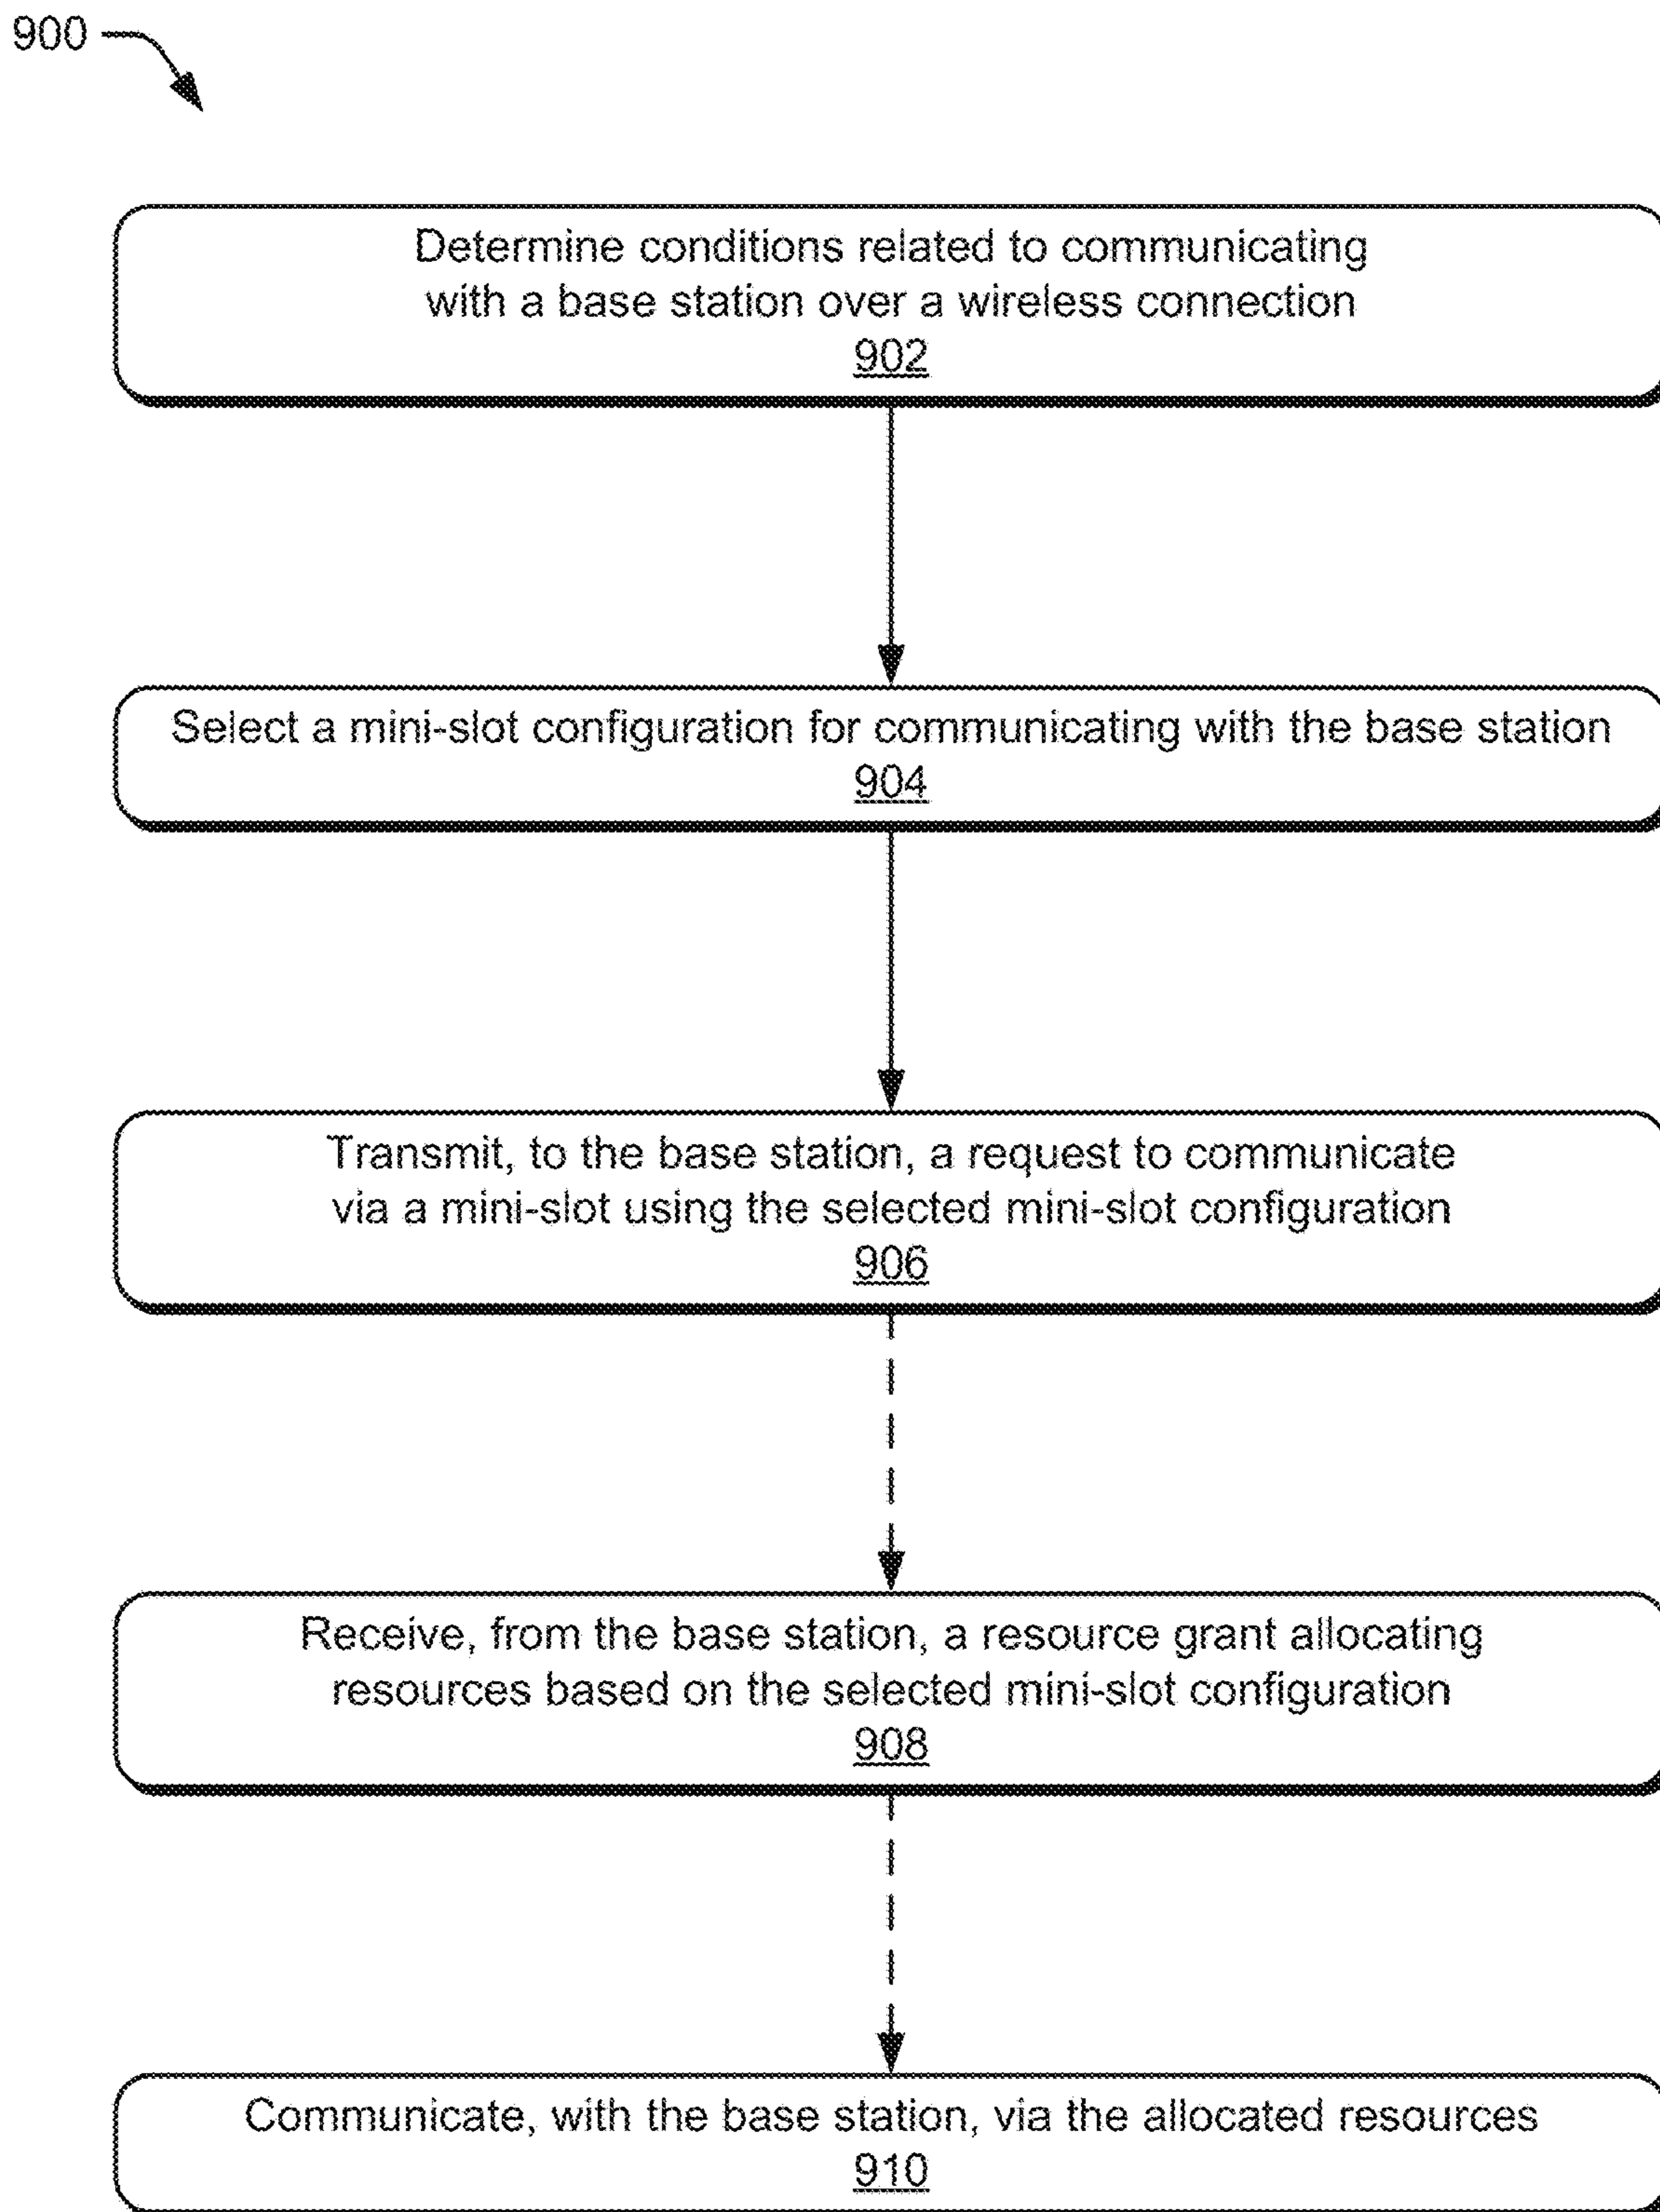 900
Determine conditions related to communicating
with a base station over a wireless connection
902
Select a mini-slot configuration for communicating with the base station
904
Transmit, to the base station, a request to communicate
via a mini-slot using the selected mini-slot configuration
906
Receive, from the base station, a resource grant allocating
resources based on the selected mini-slot configuration
908
Communicate, with the base station, via the allocated resources
910